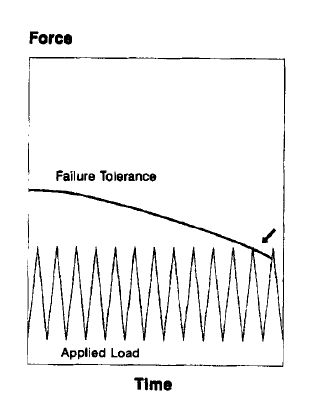 Force
Failure Tolerance
Applied Load
Time